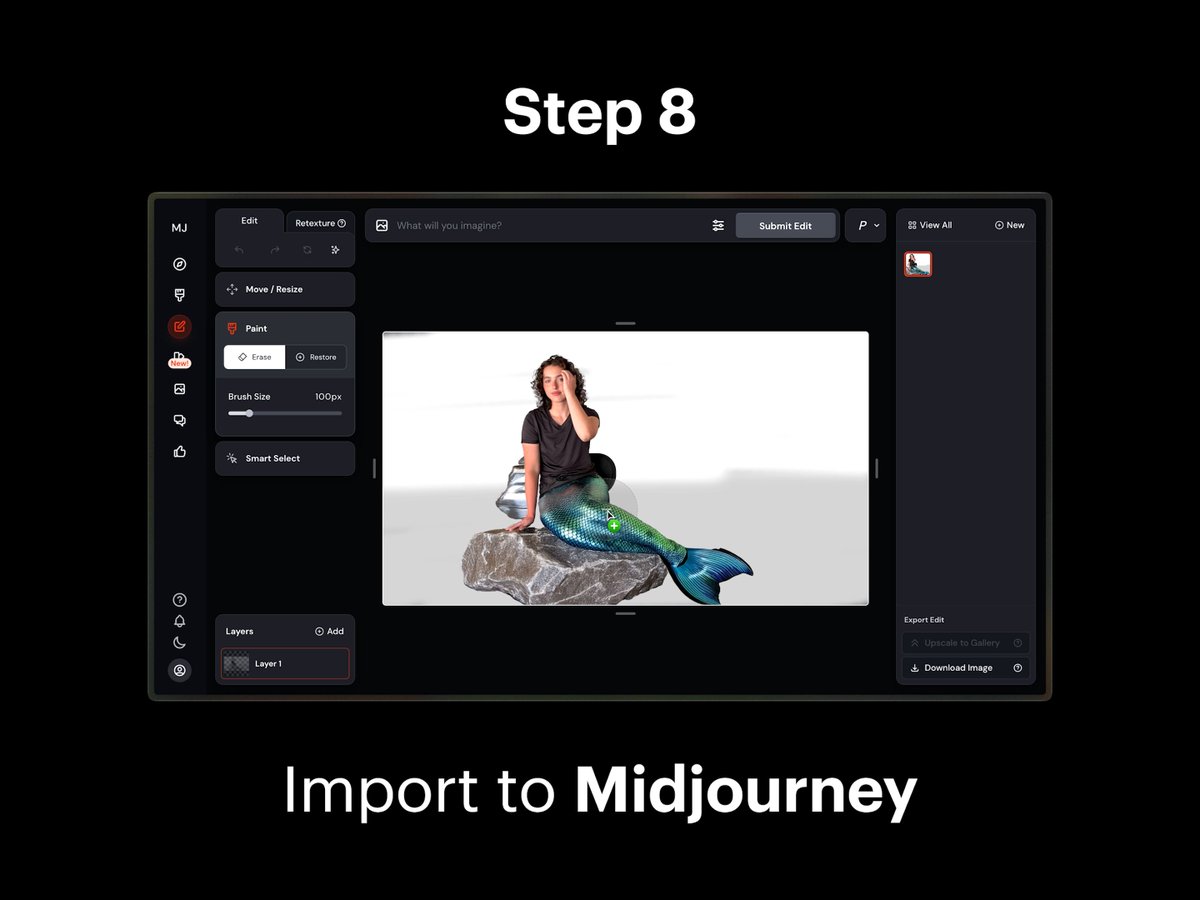 Step 8
MJ
New!
Edit
Retexture
Move / Resize
Paint
Erase
Restore
Brush Size 100px
Smart Select
Layers
Add
Layer 1
What will you imagine?
Submit Edit
P
View All
New
Export Edit
Upscale to Gallery
Download Image
Import to Midjourney